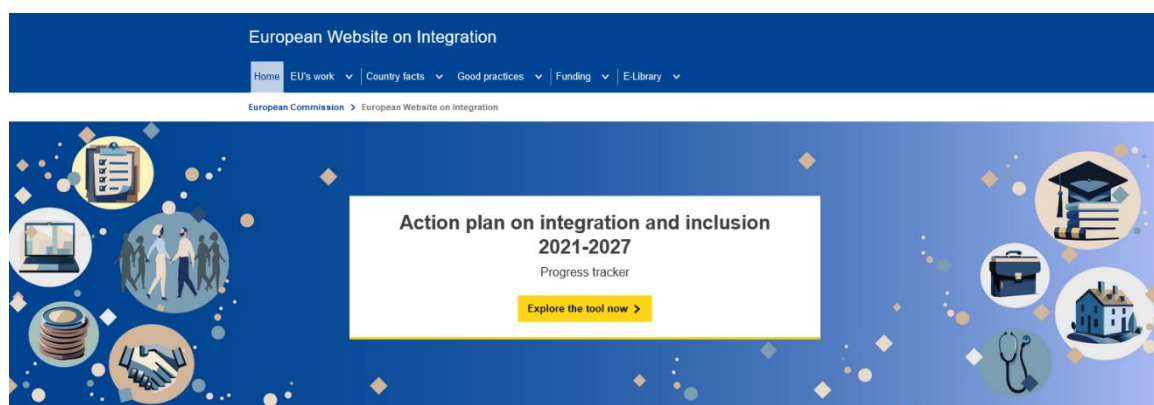 European Website on Integration
Home EU's work Country facts Good practices Funding E-Library
European Commission > European Website on Integration
Action plan on integration and inclusion
2021-2027
Progress tracker
Explore the tool now >